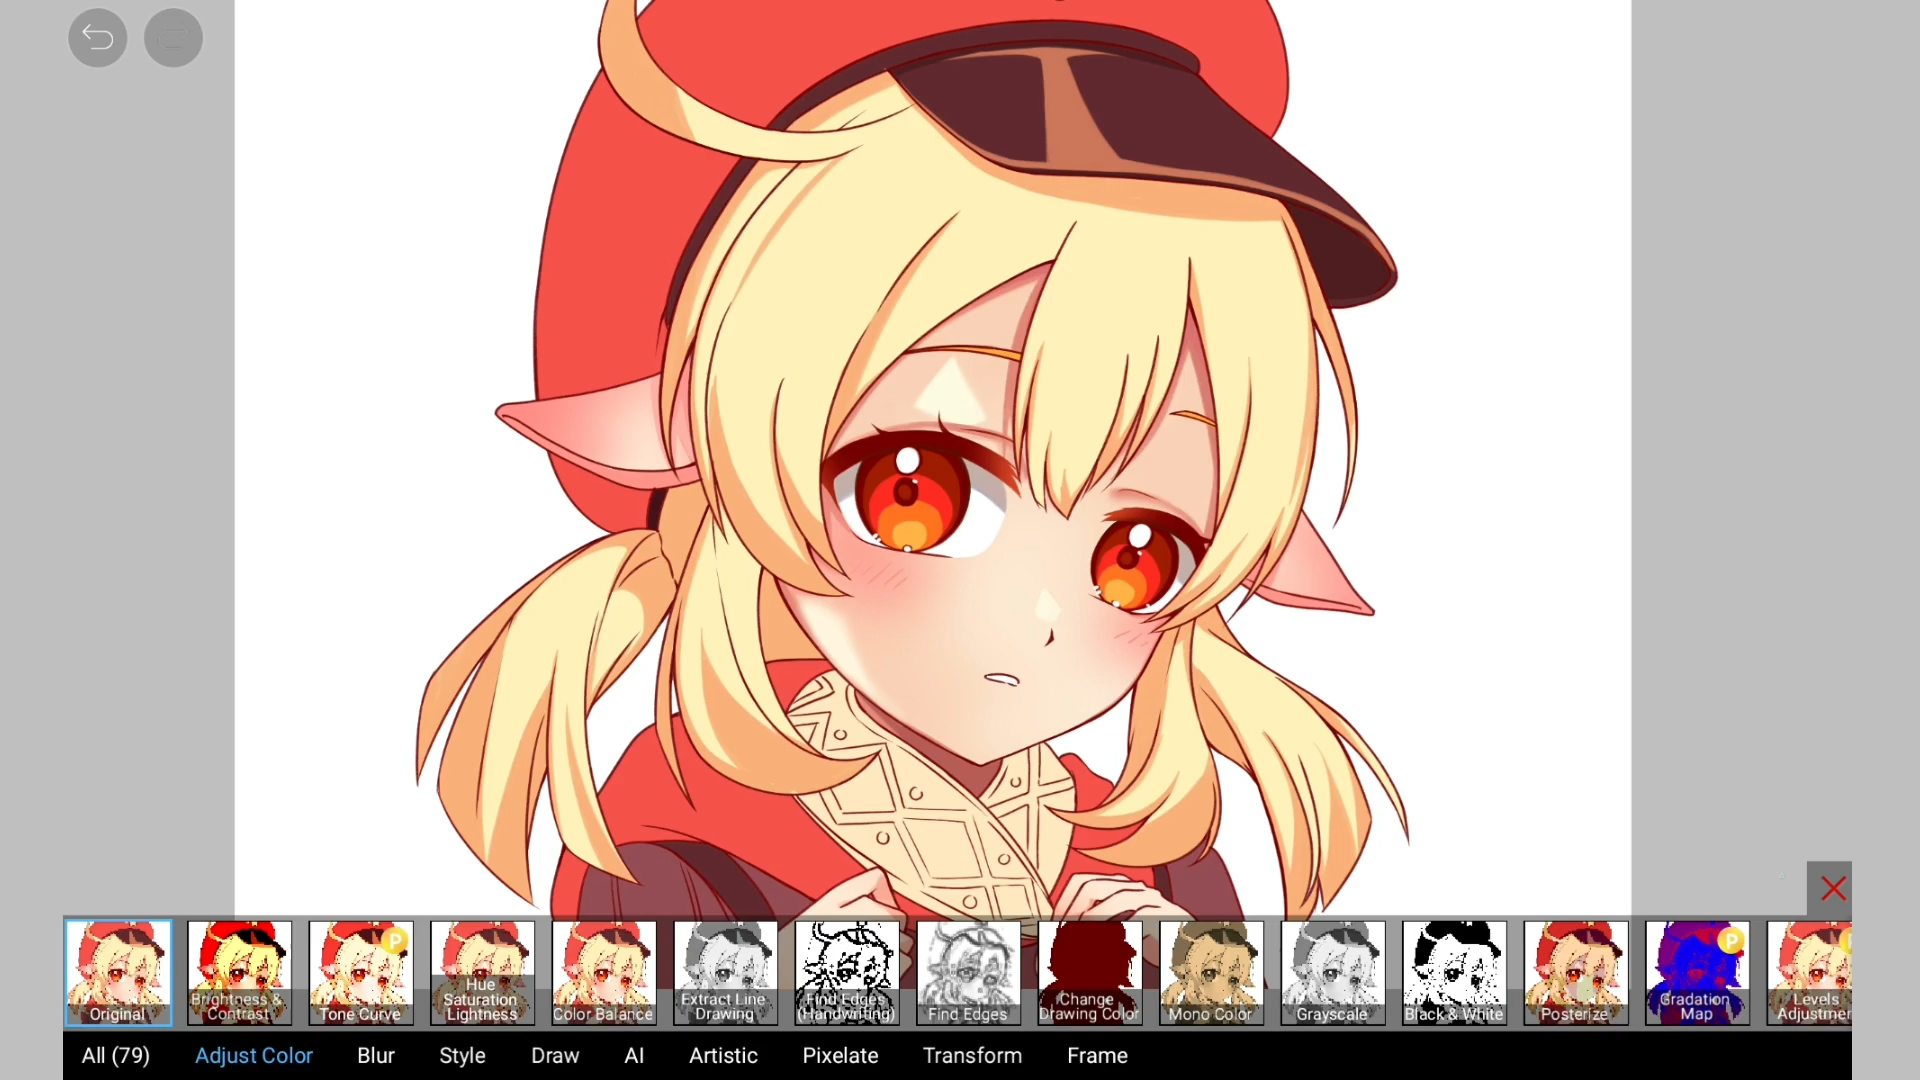 Original
Brightness &
Contrast
P
Tone Curve
Hue
Saturation
Lightness
Color Balance
Extract Line
Drawing
Find Edges
(Handwriting)
Find Edges
Change
Drawing Color
Mono Color
Grayscale
Black & White
Posterize
P
Gradation
Map
Levels
Adjustmen
All (79)
Adjust Color
Blur
Style
Draw
AI
Artistic
Pixelate
Transform
Frame